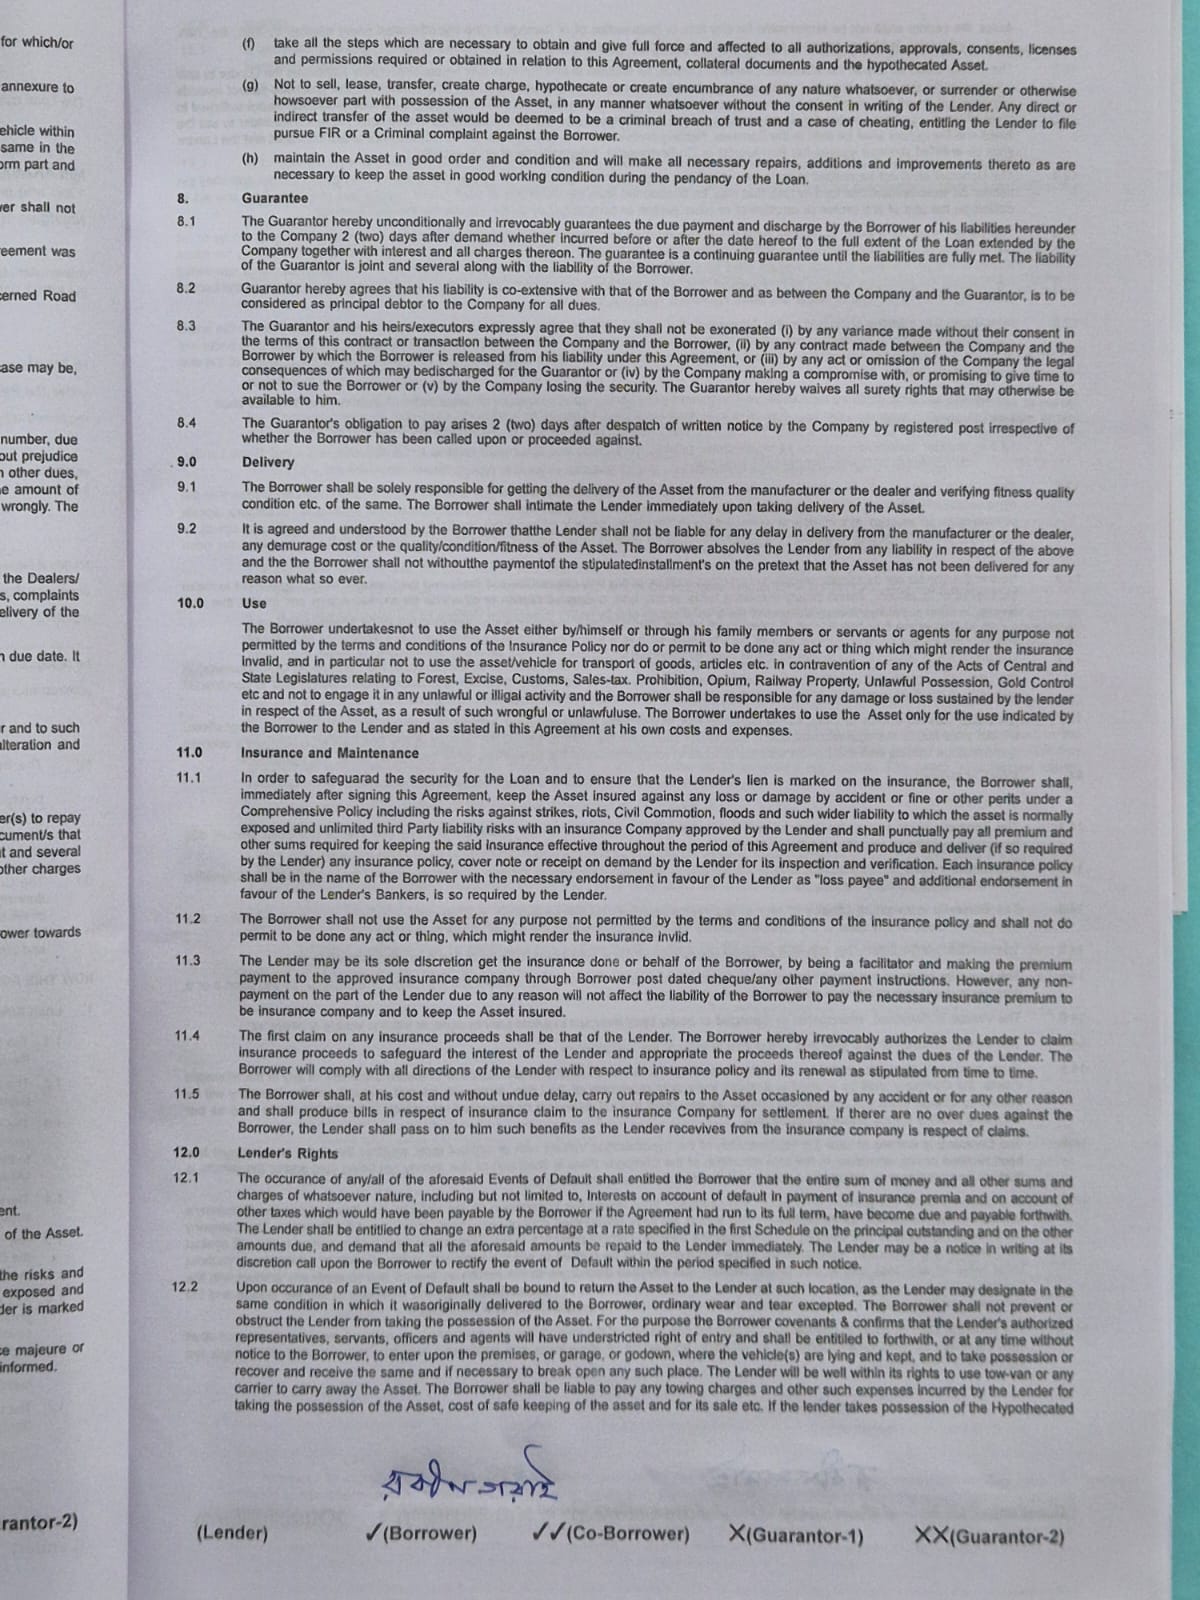 for which/or
annexure to
ehicle within
same in the
orm part and
ver shall not
reement was
cerned Road
case may be,
number, due
out prejudice
n other dues,
e amount of
wrongly. The
the Dealers/
s, complaints
elivery of the
n due date. It
r and to such
alteration and
er(s) to repay
cument/s that
t and several
other charges
ower towards
ent.
of the Asset.
the risks and
exposed and
der is marked
ce majeure or
informed.
rantor-2)
(f) take all the steps which are necessary to obtain and give full force and affected to all authorizations, approvals, consents, licenses
and permissions required or obtained in relation to this Agreement, collateral documents and the hypothecated Asset.
(g) Not to sell, lease, transfer, create charge, hypothecate or create encumbrance of any nature whatsoever, or surrender or otherwise
howsoever part with possession of the Asset, in any manner whatsoever without the consent in writing of the Lender. Any direct or
indirect transfer of the asset would be deemed to be a criminal breach of trust and a case of cheating, entitling the Lender to file
pursue FIR or a Criminal complaint against the Borrower.
(h) maintain the Asset in good order and condition and will make all necessary repairs, additions and improvements thereto as are
necessary to keep the asset in good working condition during the pendancy of the Loan.
8. Guarantee
8.1 The Guarantor hereby unconditionally and irrevocably guarantees the due payment and discharge by the Borrower of his liabilities hereunder
to the Company 2 (two) days after demand whether incurred before or after the date hereof to the full extent of the Loan extended by the
Company together with interest and all charges thereon. The guarantee is a continuing guarantee until the liabilities are fully met. The liability
of the Guarantor is joint and several along with the liability of the Borrower.
8.2 Guarantor hereby agrees that his liability is co-extensive with that of the Borrower and as between the Company and the Guarantor, is to be
considered as principal debtor to the Company for all dues.
8.3 The Guarantor and his heirs/executors expressly agree that they shall not be exonerated (i) by any variance made without their consent in
the terms of this contract or transaction between the Company and the Borrower, (ii) by any contract made between the Company and the
Borrower by which the Borrower is released from his liability under this Agreement, or (iii) by any act or omission of the Company the legal
consequences of which may bedischarged for the Guarantor or (iv) by the Company making a compromise with, or promising to give time to
or not to sue the Borrower or (v) by the Company losing the security. The Guarantor hereby waives all surety rights that may otherwise be
available to him.
8.4 The Guarantor's obligation to pay arises 2 (two) days after despatch of written notice by the Company by registered post irrespective of
whether the Borrower has been called upon or proceeded against.
9.0 Delivery
9.1 The Borrower shall be solely responsible for getting the delivery of the Asset from the manufacturer or the dealer and verifying fitness quality
condition etc. of the same. The Borrower shall intimate the Lender immediately upon taking delivery of the Asset.
9.2 It is agreed and understood by the Borrower thatthe Lender shall not be liable for any delay in delivery from the manufacturer or the dealer,
any demurage cost or the quality/condition/fitness of the Asset. The Borrower absolves the Lender from any liability in respect of the above
and the the Borrower shall not withoutthe paymentof the stipulatedinstallment's on the pretext that the Asset has not been delivered for any
reason what so ever.
10.0 Use
The Borrower undertakesnot to use the Asset either by/himself or through his family members or servants or agents for any purpose not
permitted by the terms and conditions of the Insurance Policy nor do or permit to be done any act or thing which might render the insurance
Invalid, and in particular not to use the asset/vehicle for transport of goods, articles etc. in contravention of any of the Acts of Central and
State Legislatures relating to Forest, Excise, Customs, Sales-tax. Prohibition, Opium, Railway Property, Unlawful Possession, Gold Control
etc and not to engage it in any unlawful or illigal activity and the Borrower shall be responsible for any damage or loss sustained by the lender
in respect of the Asset, as a result of such wrongful or unlawfuluse. The Borrower undertakes to use the Asset only for the use indicated by
the Borrower to the Lender and as stated in this Agreement at his own costs and expenses.
11.0 Insurance and Maintenance
11.1 In order to safeguarad the security for the Loan and to ensure that the Lender's lien is marked on the insurance, the Borrower shall,
immediately after signing this Agreement, keep the Asset insured against any loss or damage by accident or fine or other perits under a
Comprehensive Policy including the risks against strikes, riots, Civil Commotion, floods and such wider liability to which the asset is normally
exposed and unlimited third Party liability risks with an insurance Company approved by the Lender and shall punctually pay all premium and
other sums required for keeping the said Insurance effective throughout the period of this Agreement and produce and deliver (if so required
by the Lender) any insurance policy, cover note or receipt on demand by the Lender for its inspection and verification. Each insurance policy
shall be in the name of the Borrower with the necessary endorsement in favour of the Lender as "loss payee" and additional endorsement in
favour of the Lender's Bankers, is so required by the Lender.
11.2 The Borrower shall not use the Asset for any purpose not permitted by the terms and conditions of the insurance policy and shall not do
permit to be done any act or thing, which might render the insurance invlid.
11.3 The Lender may be its sole discretion get the insurance done or behalf of the Borrower, by being a facilitator and making the premium
payment to the approved insurance company through Borrower post dated cheque/any other payment instructions. However, any non-
payment on the part of the Lender due to any reason will not affect the liability of the Borrower to pay the necessary insurance premium to
be insurance company and to keep the Asset insured.
11.4 The first claim on any insurance proceeds shall be that of the Lender. The Borrower hereby irrevocably authorizes the Lender to claim
insurance proceeds to safeguard the interest of the Lender and appropriate the proceeds thereof against the dues of the Lender. The
Borrower will comply with all directions of the Lender with respect to insurance policy and its renewal as stipulated from time to time.
11.5 The Borrower shall, at his cost and without undue delay, carry out repairs to the Asset occasioned by any accident or for any other reason
and shall produce bills in respect of insurance claim to the insurance Company for settlement. If therer are no over dues against the
Borrower, the Lender shall pass on to him such benefits as the Lender recevives from the insurance company is respect of claims.
12.0 Lender's Rights
12.1 The occurance of any/all of the aforesaid Events of Default shall entitled the Borrower that the entire sum of money and all other sums and
charges of whatsoever nature, including but not limited to, Interests on account of default in payment of insurance premia and on account of
other taxes which would have been payable by the Borrower if the Agreement had run to its full term, have become due and payable forthwith.
The Lender shall be entitlied to change an extra percentage at a rate specified in the first Schedule on the principal outstanding and on the other
amounts due, and demand that all the aforesaid amounts be repaid to the Lender immediately. The Lender may be a notice in writing at its
discretion call upon the Borrower to rectify the event of Default within the period specified in such notice.
12.2 Upon occurance of an Event of Default shall be bound to return the Asset to the Lender at such location, as the Lender may designate in the
same condition in which it wasoriginally delivered to the Borrower, ordinary wear and tear excepted. The Borrower shall not prevent or
obstruct the Lender from taking the possession of the Asset. For the purpose the Borrower covenants & confirms that the Lender's authorized
representatives, servants, officers and agents will have understricted right of entry and shall be entitiled to forthwith, or at any time without
notice to the Borrower, to enter upon the premises, or garage, or godown, where the vehicle(s) are lying and kept, and to take possession or
recover and receive the same and if necessary to break open any such place. The Lender will be well within its rights to use tow-van or any
carrier to carry away the Asset. The Borrower shall be liable to pay any towing charges and other such expenses incurred by the Lender for
taking the possession of the Asset, cost of safe keeping of the asset and for its sale etc. If the lender takes possession of the Hypothecated
(Lender) ✓(Borrower) ✓✓(Co-Borrower) X(Guarantor-1) XX(Guarantor-2)